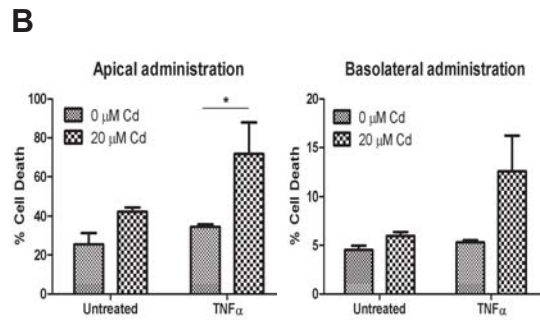 B
Apical administration
100
80
60
40
20
0
% Cell Death
0 μM Cd
20 μM Cd
*
Untreated
TNFα
Basolateral administration
20
15
10
5
0
% Cell Death
0 μM Cd
20 μM Cd
Untreated
TNFα